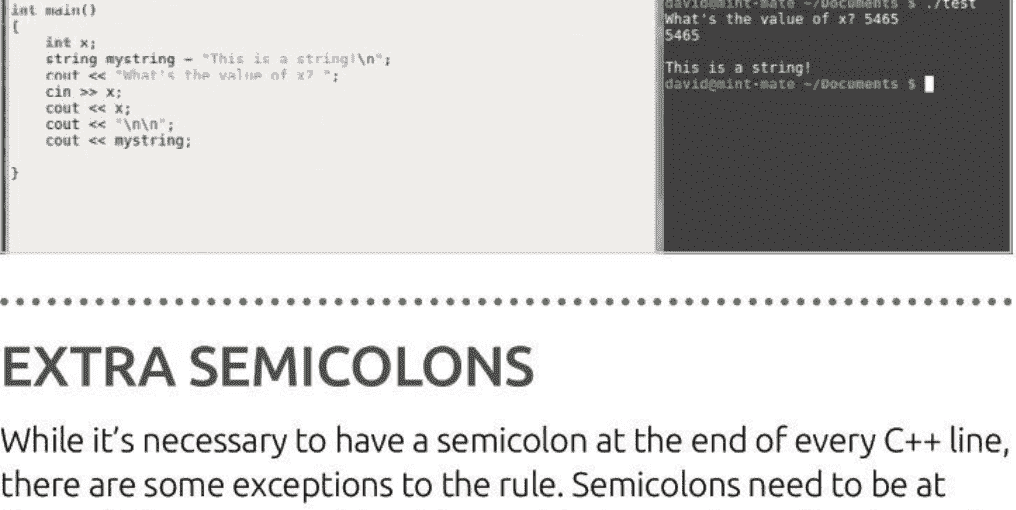 int main()
{
int x;
string mystring = "This is a string!\n";
cout << "What's the value of x? ";
cin >> x;
cout << x;
cout << "\n\n";
cout << mystring;
}
david@mint-mate ~/Documents $ ./test
What's the value of x? 5465
5465
This is a string!
david@mint-mate ~/Documents $
EXTRA SEMICOLONS
While it's necessary to have a semicolon at the end of every C++ line,
there are some exceptions to the rule. Semicolons need to be at